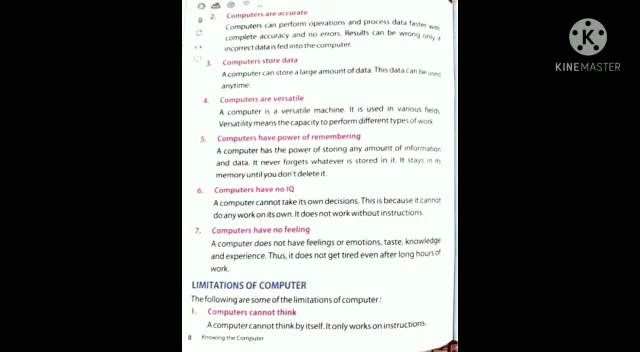 2. Computers are accurate
Computers can perform operations and process data faster with
complete accuracy and no errors. Results can be wrong only if
incorrect data is fed into the computer.
3. Computers store data
A computer can store a large amount of data. This data can be used
anytime.
4. Computers are versatile
A computer is a versatile machine. It is used in various fields.
Versatility means the capacity to perform different types of work.
5. Computers have power of remembering
A computer has the power of storing any amount of information
and data. It never forgets whatever is stored in it. It stays in its
memory until you don't delete it.
6. Computers have no IQ
A computer cannot take its own decisions. This is because it cannot
do any work on its own. It does not work without instructions.
7. Computers have no feeling
A computer does not have feelings or emotions, taste, knowledge
and experience. Thus, it does not get tired even after long hours of
work.
LIMITATIONS OF COMPUTER
The following are some of the limitations of computer :
1. Computers cannot think
A computer cannot think by itself. It only works on instructions.
8 Knowing the Computer
KINEMASTER